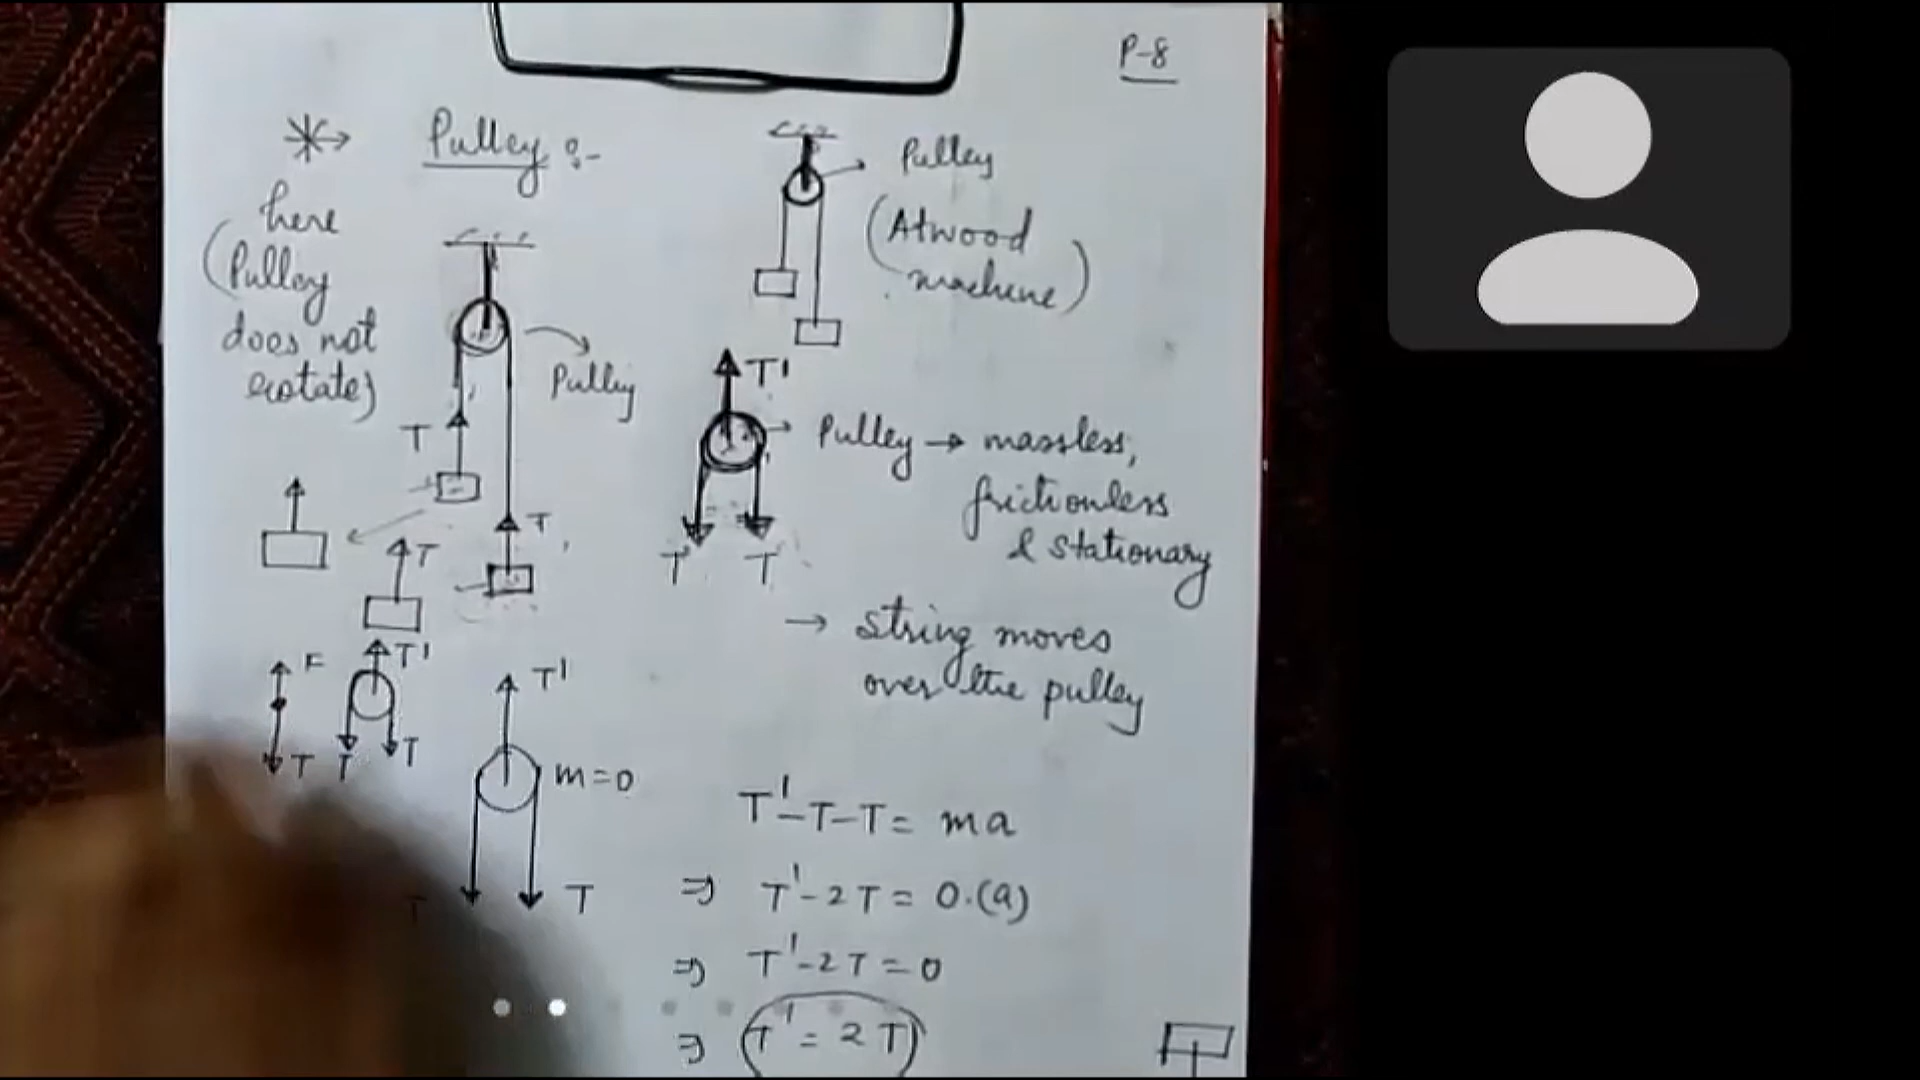 P-8
Pulley :-
here
(Pulley
does not
rotate)
Pulley
(Atwood
machine)
Pulley
T
T
T
T'
T
T
Pulley → massless,
frictionless
& stationary
→ string moves
over the pulley
F
T
T'
T
T
T'
m=0
T
T
T'-T-T= ma
⇒ T'-2T= 0.(a)
⇒ T'-2T=0
⇒ T'=2T